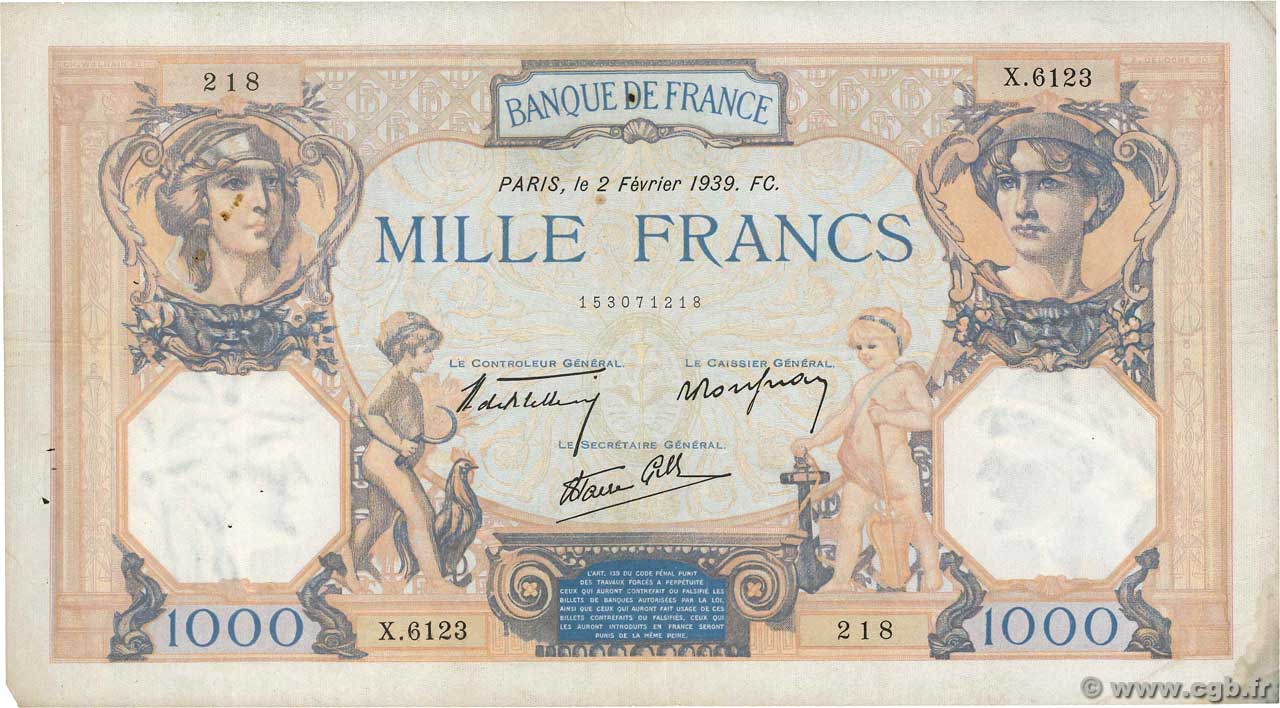 218
X.6123
BANQUE DE FRANCE
PARIS, le 2 Février 1939. FC.
MILLE FRANCS
153071218
LE CONTROLEUR GÉNÉRAL.
LE CAISSIER GÉNÉRAL.
LE SECRÉTAIRE GÉNÉRAL.
L'ART. 139 DU CODE PÉNAL PUNIT
DES TRAVAUX FORCÉS A PERPÉTUITÉ
CEUX QUI AURONT CONTREFAIT OU FALSIFIÉ LES
BILLETS DE BANQUES AUTORISÉES PAR LA LOI,
AINSI QUE CEUX QUI AURONT FAIT USAGE DE CES
BILLETS CONTREFAITS OU FALSIFIÉS, CEUX QUI
LES AURONT INTRODUITS EN FRANCE SERONT
PUNIS DE LA MÊME PEINE.
1000
X.6123
218
1000
© www.cgb.fr